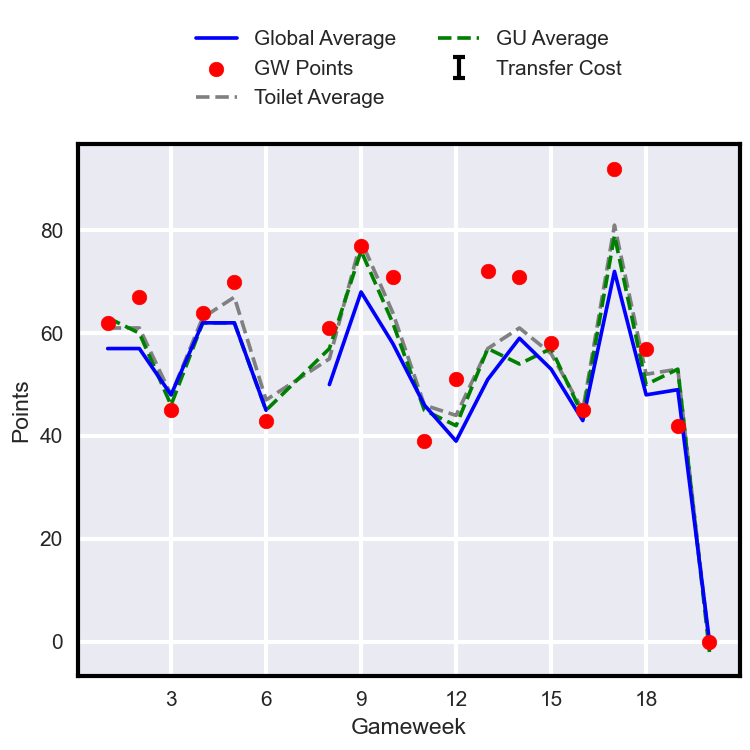 Global Average
GU Average
GW Points
Transfer Cost
Toilet Average
80
60
40
20
0
Points
3
6
9
12
15
18
Gameweek